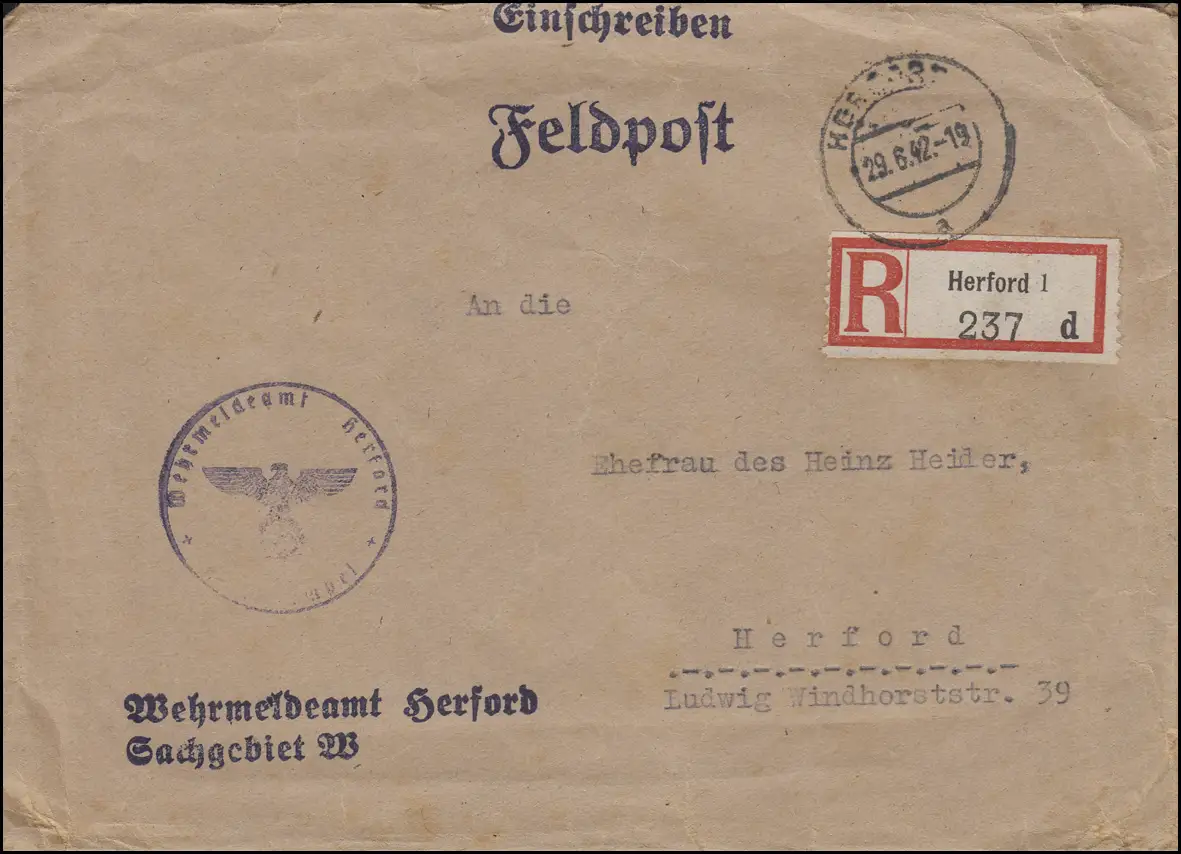 Einschreiben
Feldpost
HERFORD
29.6.42.-19
a
R
Herford 1
237 d
An die
Wehrmeldeamt Herford
Ehefrau des Heinz Heider,
Herford
Ludwig Windhorststr. 39
Wehrmeldeamt Herford
Sachgebiet W